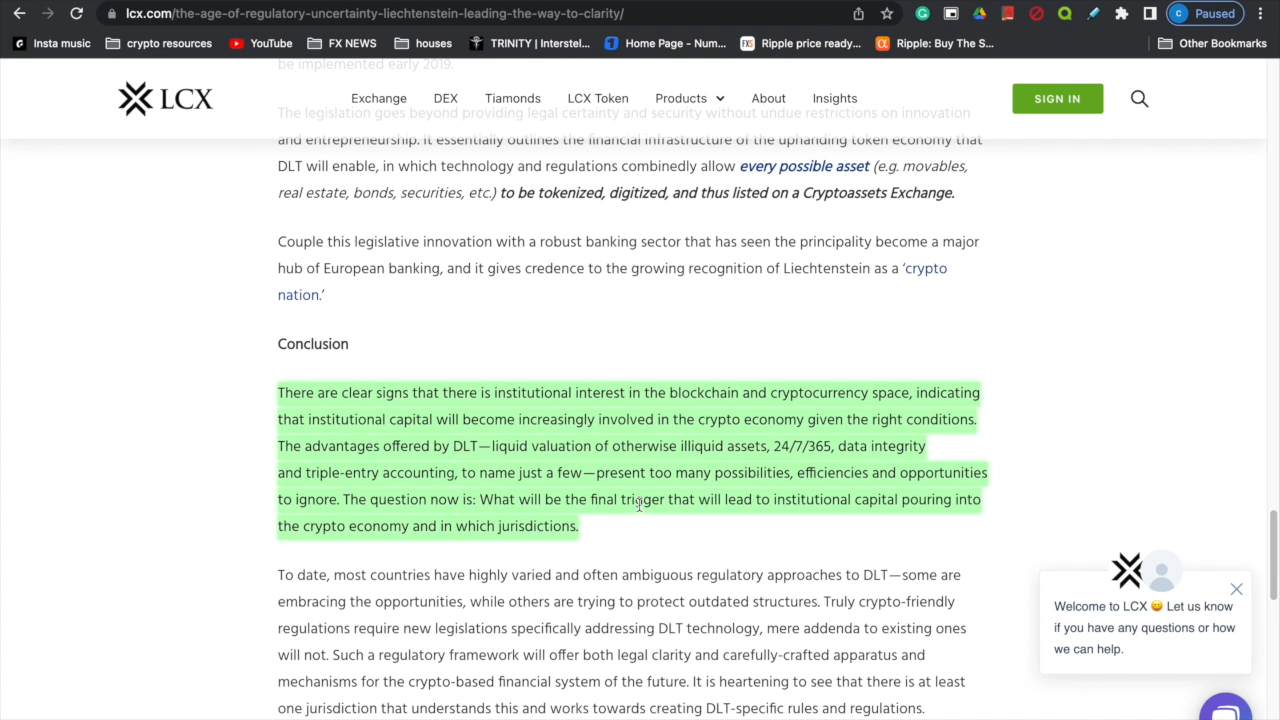 lcx.com/the-age-of-regulatory-uncertainty-liechtenstein-leading-the-way-to-clarity/
C Paused
Insta music crypto resources YouTube FX NEWS houses TRINITY | Interstel... Home Page - Num... FXS Ripple price ready... α Ripple: Buy The S... Other Bookmarks
be implemented early 2019.
LCX Exchange DEX Tiamonds LCX Token Products About Insights SIGN IN
The legislation goes beyond providing legal certainty and security without undue restrictions on innovation
and entrepreneurship. It essentially outlines the financial infrastructure of the uphanding token economy that
DLT will enable, in which technology and regulations combinedly allow every possible asset (e.g. movables,
real estate, bonds, securities, etc.) to be tokenized, digitized, and thus listed on a Cryptoassets Exchange.
Couple this legislative innovation with a robust banking sector that has seen the principality become a major
hub of European banking, and it gives credence to the growing recognition of Liechtenstein as a ‘crypto
nation.’
Conclusion
There are clear signs that there is institutional interest in the blockchain and cryptocurrency space, indicating
that institutional capital will become increasingly involved in the crypto economy given the right conditions.
The advantages offered by DLT—liquid valuation of otherwise illiquid assets, 24/7/365, data integrity
and triple-entry accounting, to name just a few—present too many possibilities, efficiencies and opportunities
to ignore. The question now is: What will be the final trigger that will lead to institutional capital pouring into
the crypto economy and in which jurisdictions.
To date, most countries have highly varied and often ambiguous regulatory approaches to DLT—some are
embracing the opportunities, while others are trying to protect outdated structures. Truly crypto-friendly
regulations require new legislations specifically addressing DLT technology, mere addenda to existing ones
will not. Such a regulatory framework will offer both legal clarity and carefully-crafted apparatus and
mechanisms for the crypto-based financial system of the future. It is heartening to see that there is at least
one jurisdiction that understands this and works towards creating DLT-specific rules and regulations.
Welcome to LCX 😀 Let us know
if you have any questions or how
we can help.